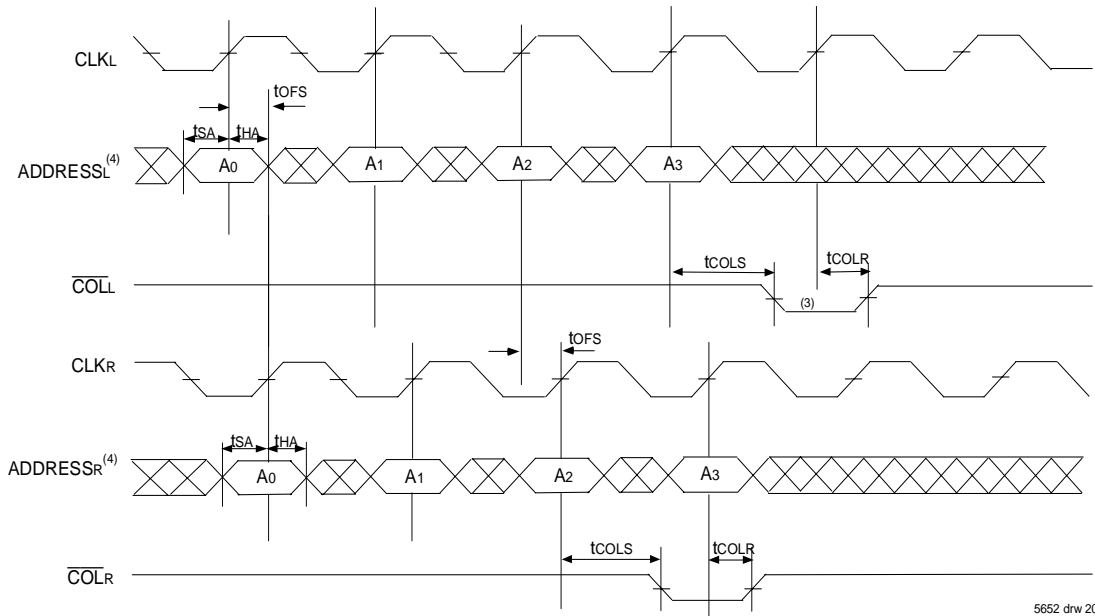 CLKL
tOFS
tSA tHA
ADDRESSL(4) A0 A1 A2 A3
tCOLS tCOLR
COLL (3)
tOFS
CLKR
tSA tHA
ADDRESSR(4) A0 A1 A2 A3
tCOLS tCOLR
COLR
5652 drw 20